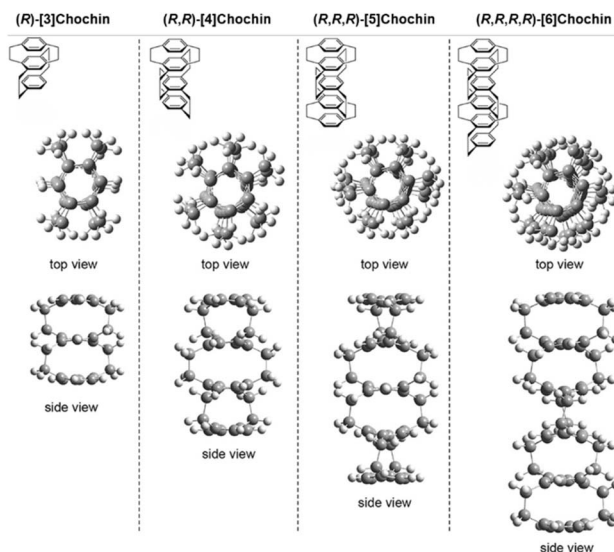 (R)-[3]Chochin
(R,R)-[4]Chochin
(R,R,R)-[5]Chochin
(R,R,R,R)-[6]Chochin
top view
top view
top view
top view
side view
side view
side view
side view